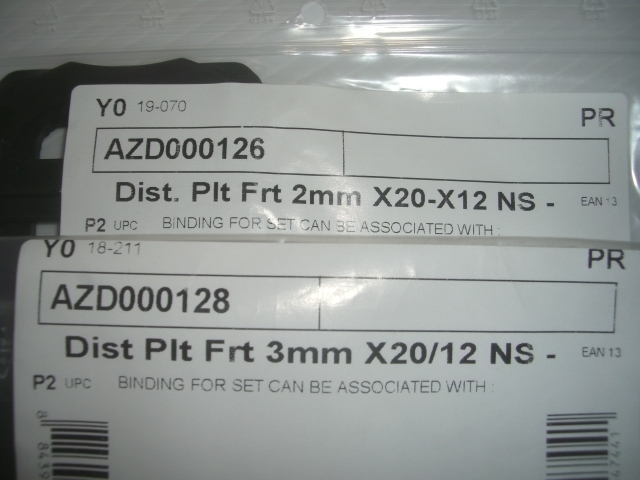 Y0 19-070
PR
AZD000126
Dist. Plt Frt 2mm X20-X12 NS - EAN 13
P2 UPC BINDING FOR SET CAN BE ASSOCIATED WITH :
Y0 18-211
PR
AZD000128
Dist Plt Frt 3mm X20/12 NS - EAN 13
P2 UPC BINDING FOR SET CAN BE ASSOCIATED WITH :